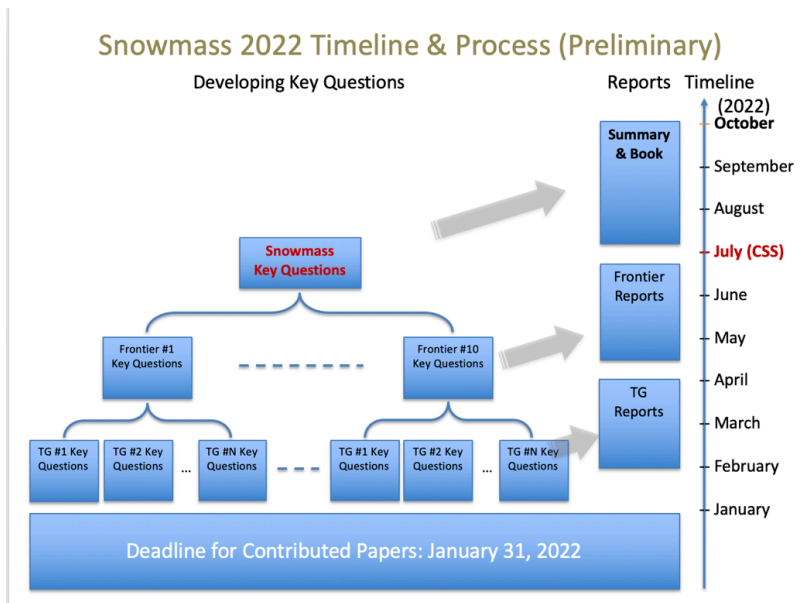 Snowmass 2022 Timeline & Process (Preliminary)
Developing Key Questions
Reports
Timeline
(2022)
October
Summary
& Book
September
August
July (CSS)
Snowmass
Key Questions
Frontier
Reports
June
May
Frontier #1
Key Questions
Frontier #10
Key Questions
April
TG
Reports
March
February
TG #1 Key
Questions
TG #2 Key
Questions
...
TG #N Key
Questions
TG #1 Key
Questions
TG #2 Key
Questions
...
TG #N Key
Questions
January
Deadline for Contributed Papers: January 31, 2022